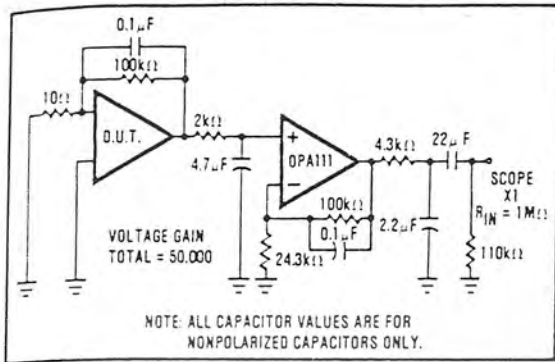 0.1µF
100kΩ
10Ω
D.U.T.
2kΩ
4.7µF
+
OPA111
−
4.3kΩ
22µF
SCOPE
X1
R_IN = 1MΩ
100kΩ
0.1µF
2.2µF
110kΩ
24.3kΩ
VOLTAGE GAIN
TOTAL = 50,000
NOTE: ALL CAPACITOR VALUES ARE FOR
NONPOLARIZED CAPACITORS ONLY.